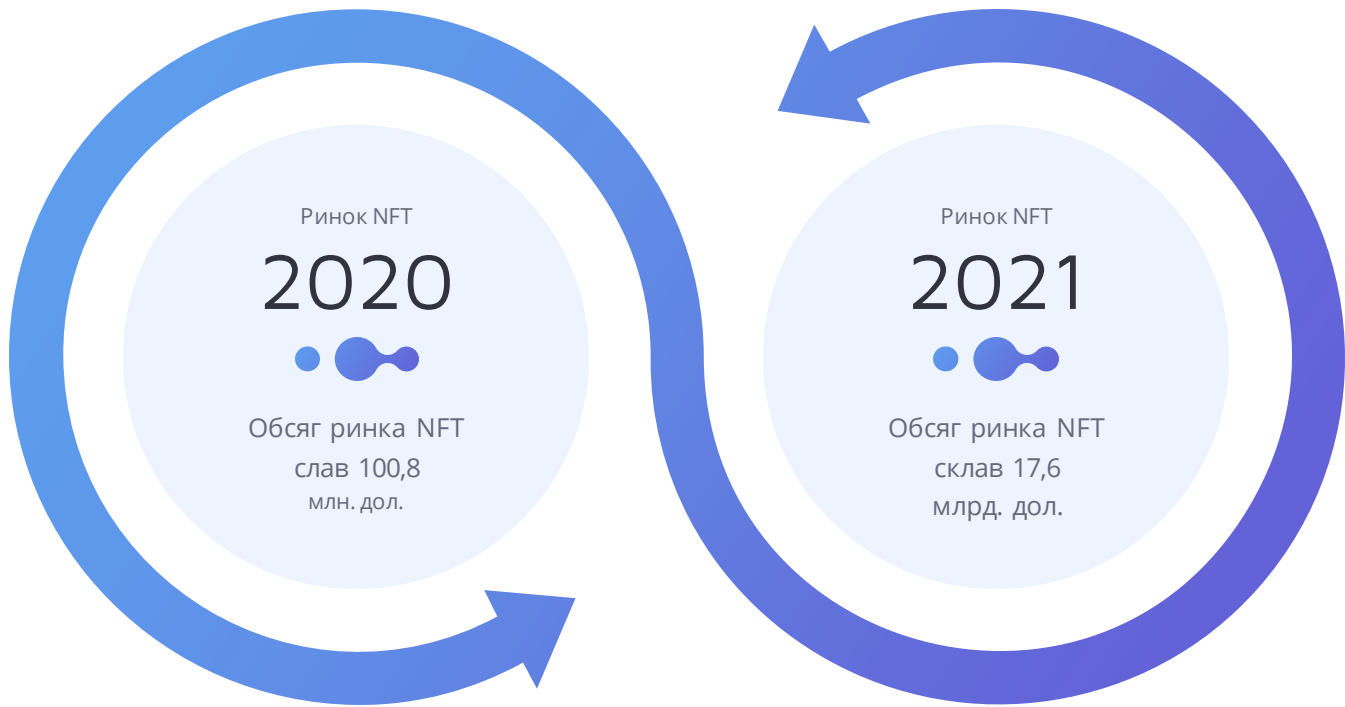 Ринок NFT
2020
Обсяг ринка NFT
слав 100,8
млн. дол.
Ринок NFT
2021
Обсяг ринка NFT
склав 17,6
млрд. дол.